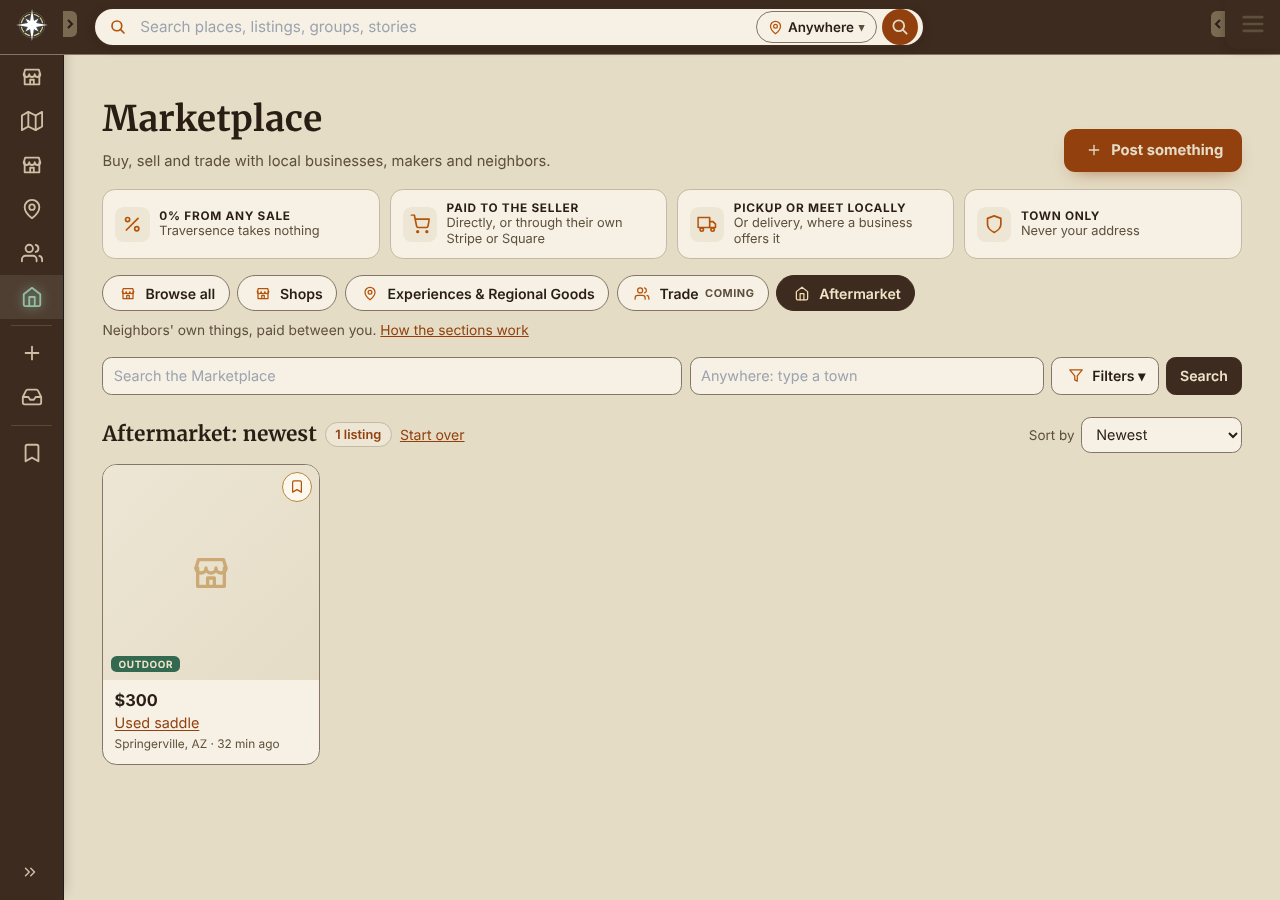 Search places, listings, groups, stories
Anywhere ▾
Marketplace
Buy, sell and trade with local businesses, makers and neighbors.
+ Post something
0% FROM ANY SALE
Traversence takes nothing
PAID TO THE SELLER
Directly, or through their own
Stripe or Square
PICKUP OR MEET LOCALLY
Or delivery, where a business
offers it
TOWN ONLY
Never your address
Browse all
Shops
Experiences & Regional Goods
Trade COMING
Aftermarket
Neighbors' own things, paid between you. How the sections work
Search the Marketplace
Anywhere: type a town
Filters ▾
Search
Aftermarket: newest
1 listing
Start over
Sort by
Newest
OUTDOOR
$300
Used saddle
Springerville, AZ · 32 min ago